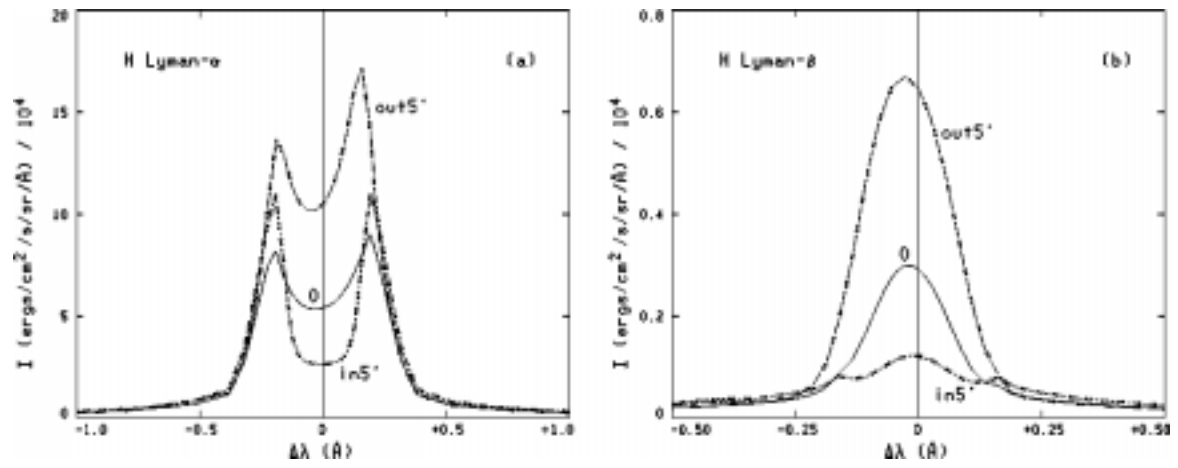 20
H Lyman-α
(a)
out5'
15
10
0
5
in5'
0
-1.0
-0.5
0
+0.5
+1.0
Δλ (Å)
I (ergs/cm²/s/sr/Å) / 10⁴
0.8
H Lyman-β
(b)
0.6
out5'
0.4
0
0.2
in5'
0.0
-0.50
-0.25
0
+0.25
+0.50
Δλ (Å)
I (ergs/cm²/s/sr/Å) / 10⁴